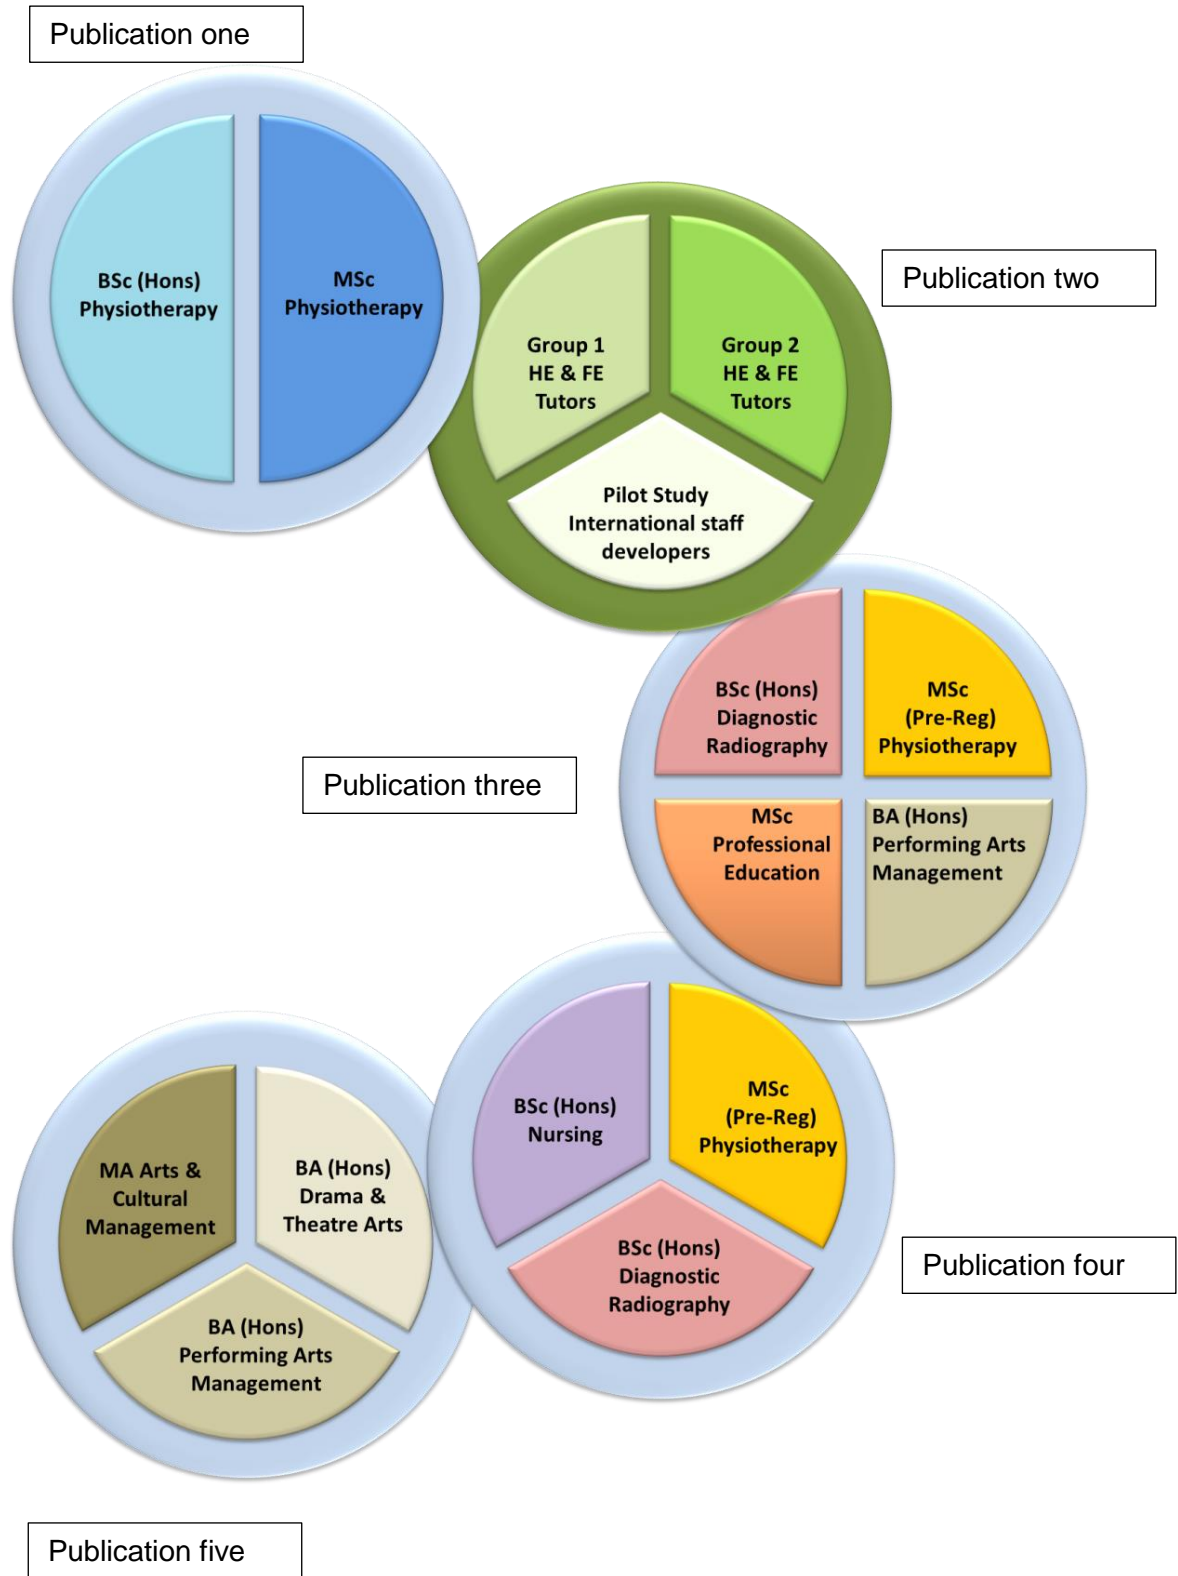 Publication one
BSc (Hons)
Physiotherapy
MSc
Physiotherapy
Publication two
Group 1
HE & FE
Tutors
Group 2
HE & FE
Tutors
Pilot Study
International staff
developers
Publication three
BSc (Hons)
Diagnostic
Radiography
MSc
(Pre-Reg)
Physiotherapy
MSc
Professional
Education
BA (Hons)
Performing Arts
Management
Publication four
BSc (Hons)
Nursing
MSc
(Pre-Reg)
Physiotherapy
BSc (Hons)
Diagnostic
Radiography
MA Arts &
Cultural
Management
BA (Hons)
Drama &
Theatre Arts
BA (Hons)
Performing Arts
Management
Publication five